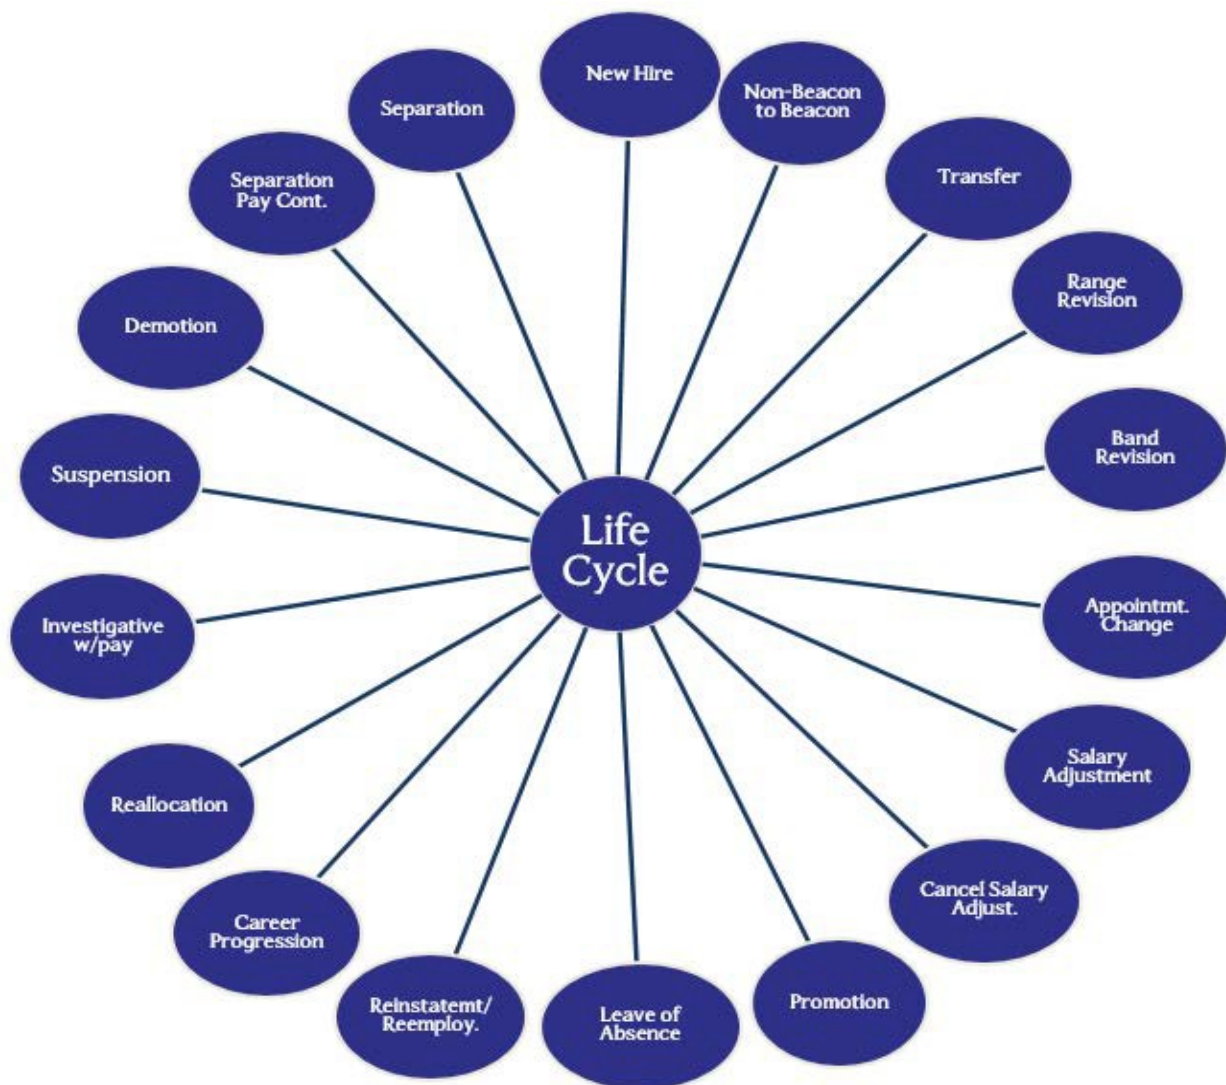 New Hire
Non-Beacon
to Beacon
Transfer
Range
Revision
Band
Revision
Appointmt.
Change
Salary
Adjustment
Cancel Salary
Adjust.
Promotion
Leave of
Absence
Reinstatemt/
Reemploy.
Career
Progression
Reallocation
Investigative
w/pay
Suspension
Demotion
Separation
Pay Cont.
Separation
Life
Cycle